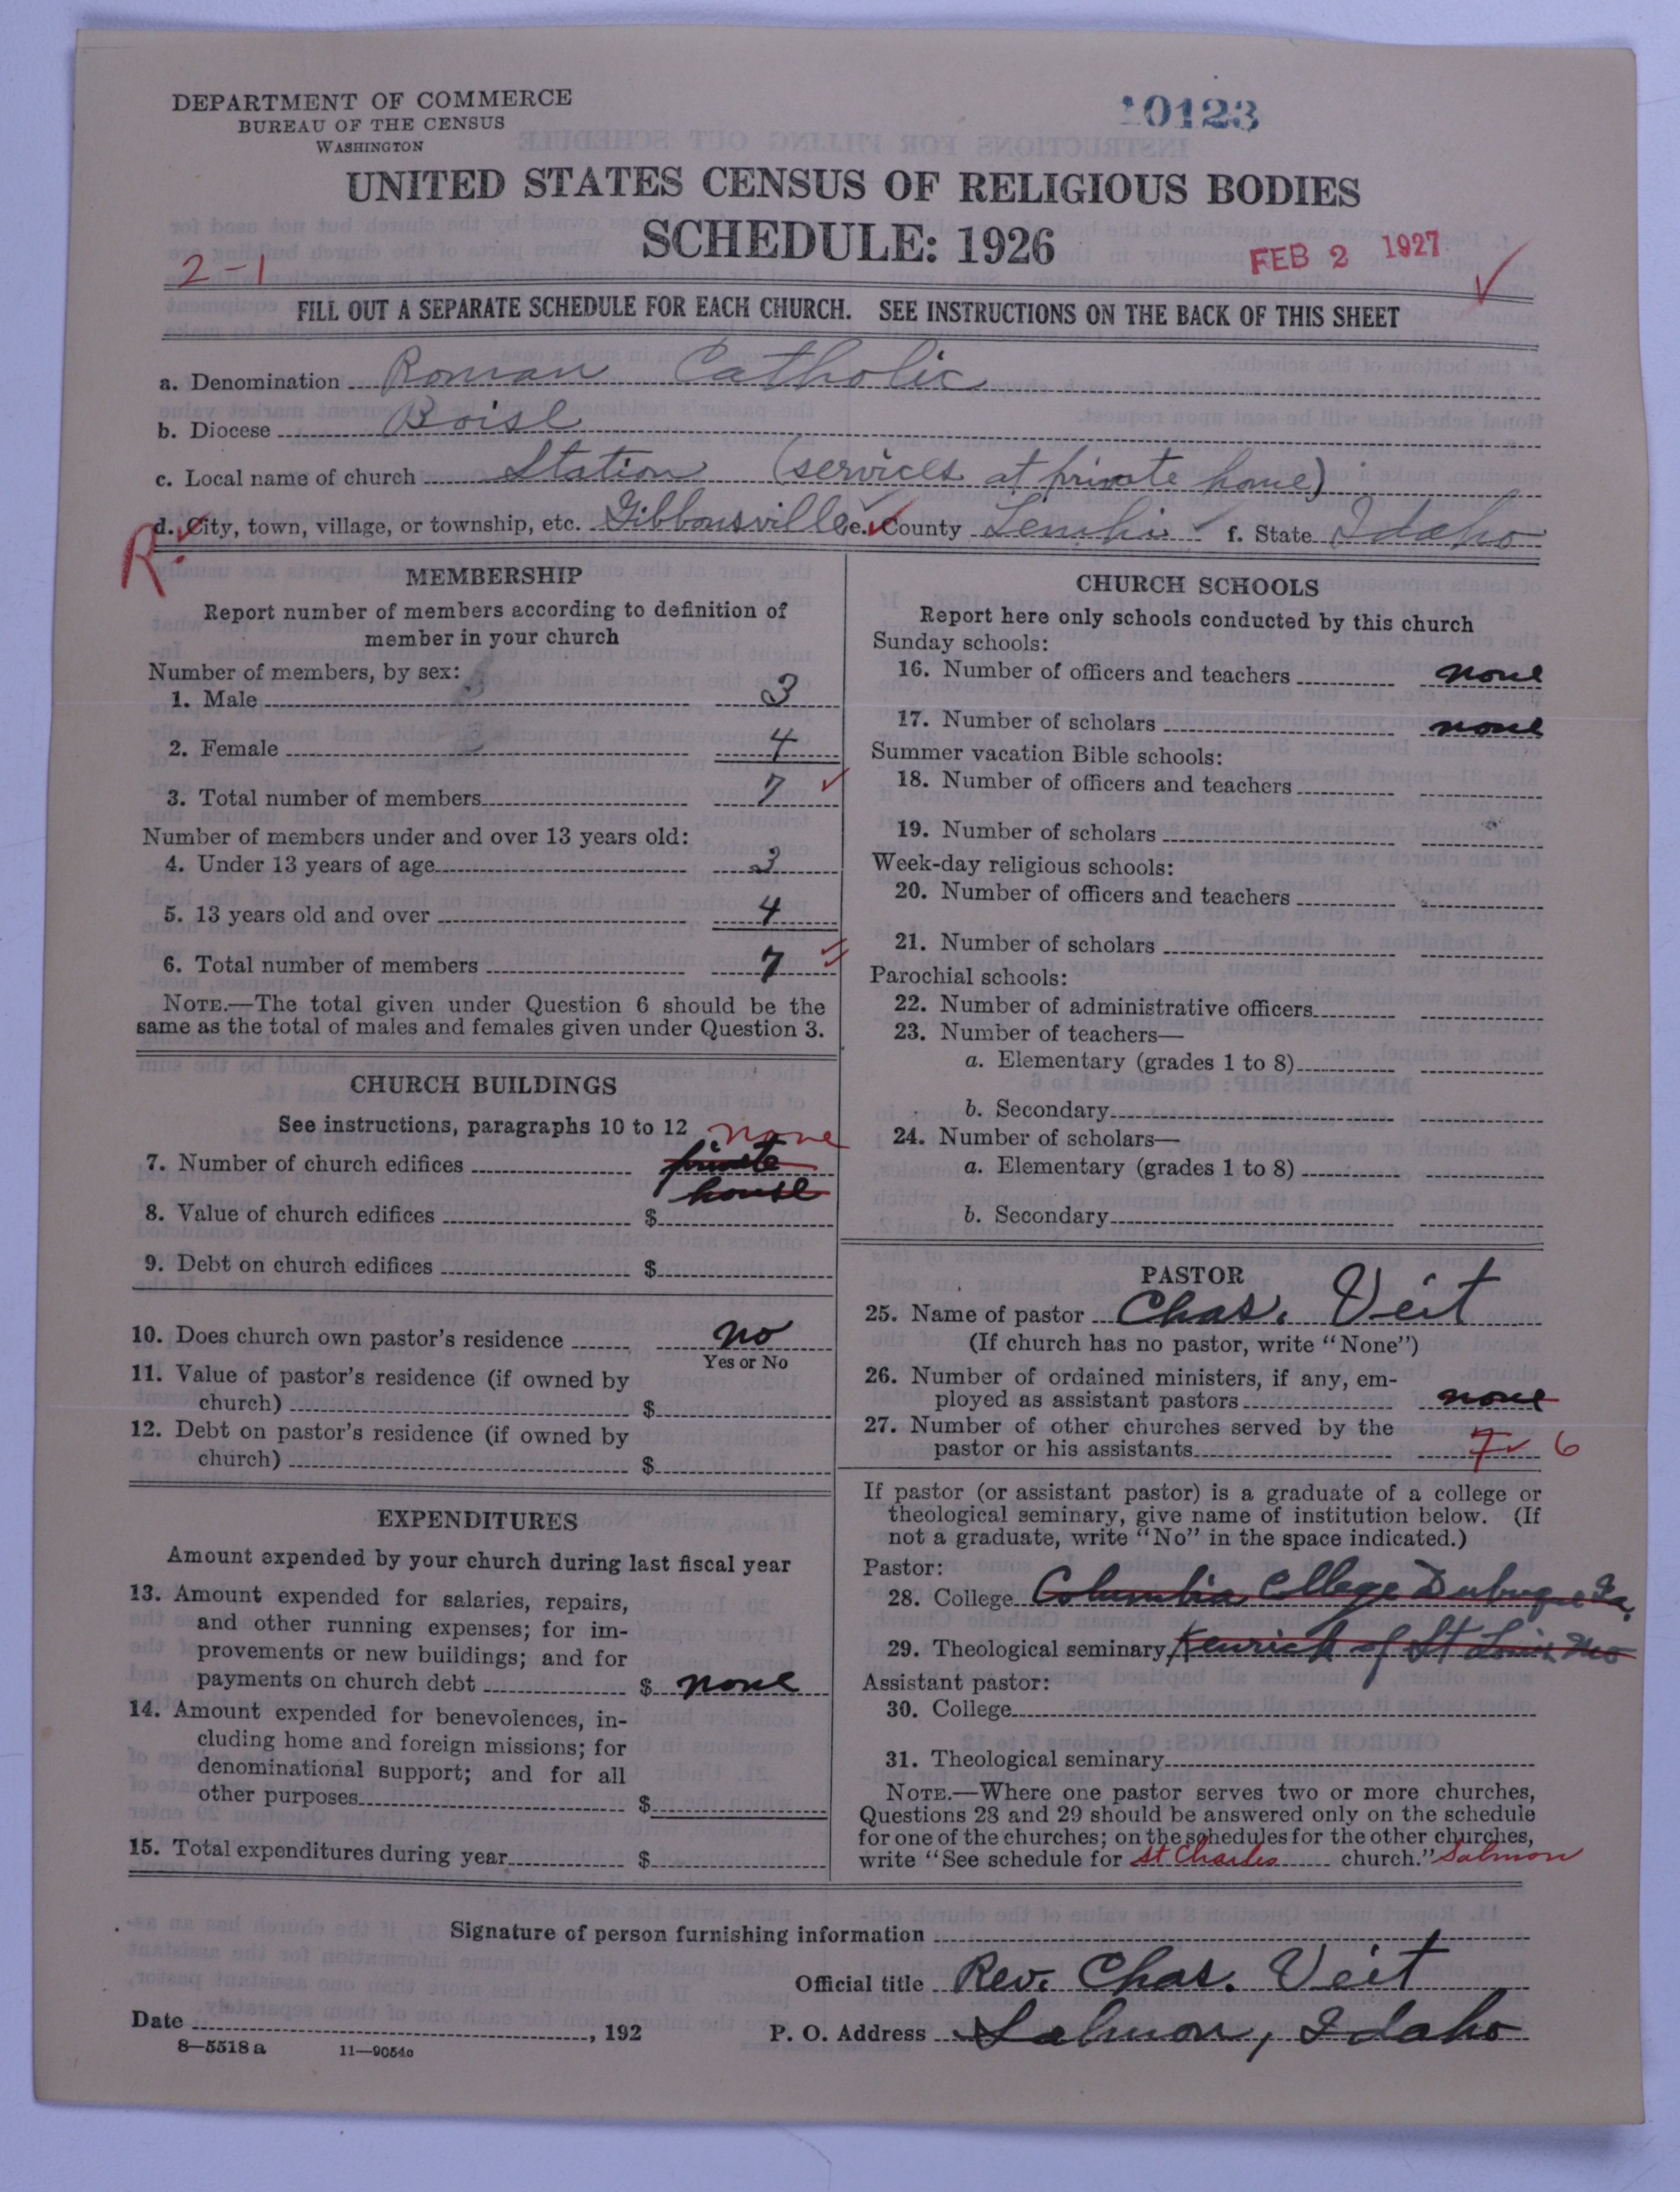 DEPARTMENT OF COMMERCE
BUREAU OF THE CENSUS
WASHINGTON
10123
UNITED STATES CENSUS OF RELIGIOUS BODIES
SCHEDULE: 1926
FEB 2 1927
2-1
FILL OUT A SEPARATE SCHEDULE FOR EACH CHURCH. SEE INSTRUCTIONS ON THE BACK OF THIS SHEET
a. Denomination Roman Catholic
b. Diocese Boise
c. Local name of church Station (services at private home)
d. City, town, village, or township, etc. Gibbonsville e. County Lemhi f. State Idaho
R.
MEMBERSHIP
Report number of members according to definition of
member in your church
Number of members, by sex:
1. Male 3
2. Female 4
3. Total number of members 7
Number of members under and over 13 years old:
4. Under 13 years of age 3
5. 13 years old and over 4
6. Total number of members 7
NOTE.—The total given under Question 6 should be the
same as the total of males and females given under Question 3.
CHURCH BUILDINGS
See instructions, paragraphs 10 to 12
none
7. Number of church edifices private
house
8. Value of church edifices $
9. Debt on church edifices $
10. Does church own pastor's residence no
Yes or No
11. Value of pastor's residence (if owned by
church) $
12. Debt on pastor's residence (if owned by
church) $
EXPENDITURES
Amount expended by your church during last fiscal year
13. Amount expended for salaries, repairs,
and other running expenses; for im-
provements or new buildings; and for
payments on church debt $ none
14. Amount expended for benevolences, in-
cluding home and foreign missions; for
denominational support; and for all
other purposes $
15. Total expenditures during year $
CHURCH SCHOOLS
Report here only schools conducted by this church
Sunday schools:
16. Number of officers and teachers none
17. Number of scholars none
Summer vacation Bible schools:
18. Number of officers and teachers
19. Number of scholars
Week-day religious schools:
20. Number of officers and teachers
21. Number of scholars
Parochial schools:
22. Number of administrative officers
23. Number of teachers—
a. Elementary (grades 1 to 8)
b. Secondary
24. Number of scholars—
a. Elementary (grades 1 to 8)
b. Secondary
PASTOR
25. Name of pastor Chas. Veit
(If church has no pastor, write "None")
26. Number of ordained ministers, if any, em-
ployed as assistant pastors none
27. Number of other churches served by the
pastor or his assistants 7 6
If pastor (or assistant pastor) is a graduate of a college or
theological seminary, give name of institution below. (If
not a graduate, write "No" in the space indicated.)
Pastor:
28. College Columbia College Dubuque Ia.
29. Theological seminary Kenrick of St Louis Mo
Assistant pastor:
30. College
31. Theological seminary
NOTE.—Where one pastor serves two or more churches,
Questions 28 and 29 should be answered only on the schedule
for one of the churches; on the schedules for the other churches,
write "See schedule for St Charles church." Salmon
Signature of person furnishing information
Official title Rev. Chas. Veit
Date , 192 P. O. Address Salmon, Idaho
8—5518 a 11—9054c